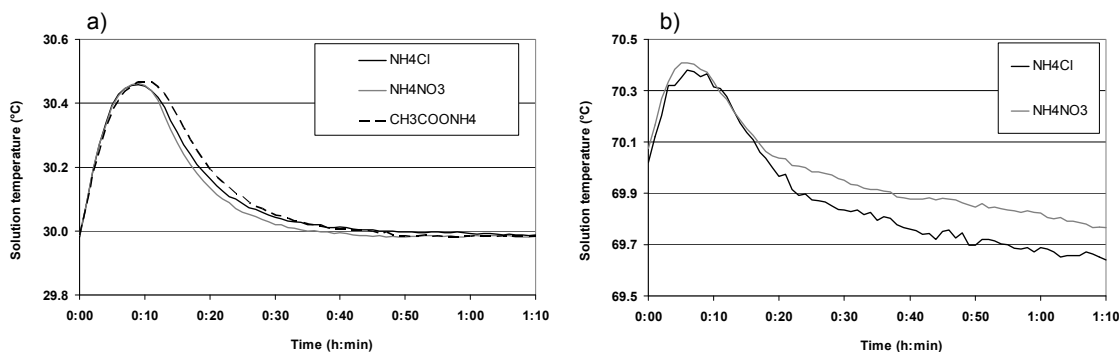 a)
30.6
30.4
30.2
30.0
29.8
Solution temperature (°C)
NH4Cl
NH4NO3
CH3COONH4
0:00 0:10 0:20 0:30 0:40 0:50 1:00 1:10
Time (h:min)
b)
70.5
70.3
70.1
69.9
69.7
69.5
Solution temperature (°C)
NH4Cl
NH4NO3
0:00 0:10 0:20 0:30 0:40 0:50 1:00 1:10
Time (h:min)